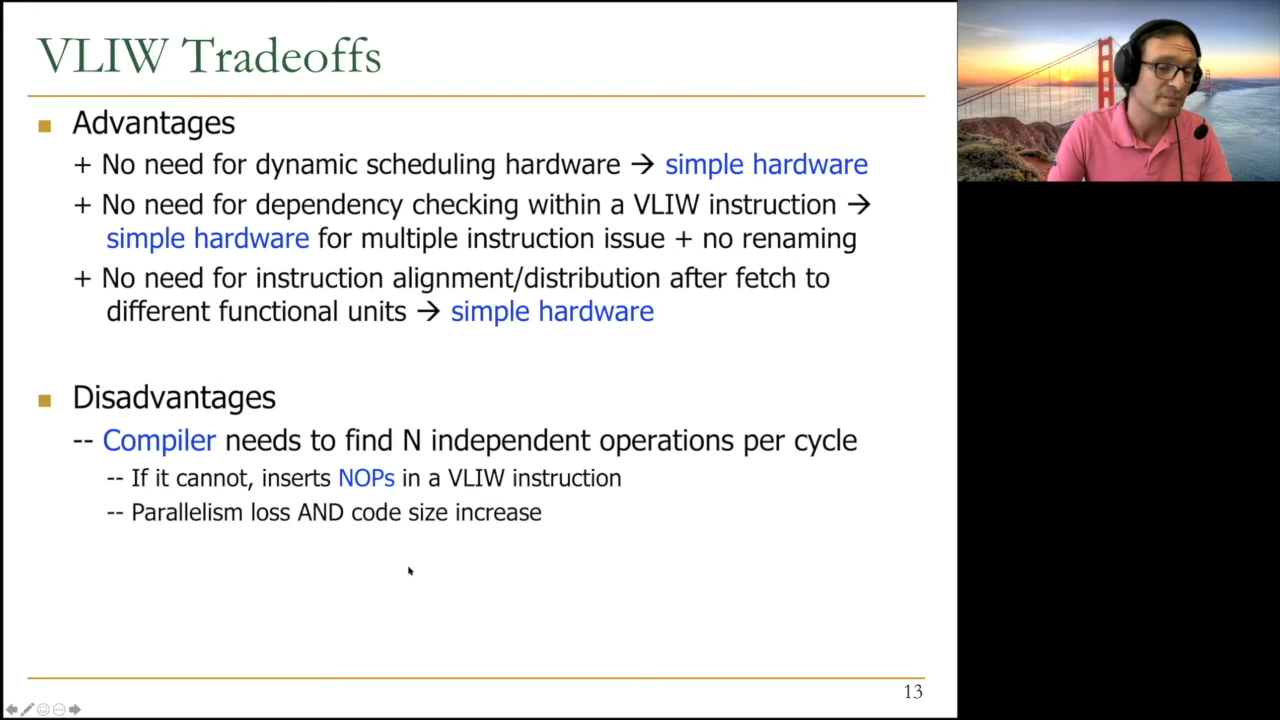 VLIW Tradeoffs
Advantages
+ No need for dynamic scheduling hardware → simple hardware
+ No need for dependency checking within a VLIW instruction →
simple hardware for multiple instruction issue + no renaming
+ No need for instruction alignment/distribution after fetch to
different functional units → simple hardware
Disadvantages
-- Compiler needs to find N independent operations per cycle
-- If it cannot, inserts NOPs in a VLIW instruction
-- Parallelism loss AND code size increase
13